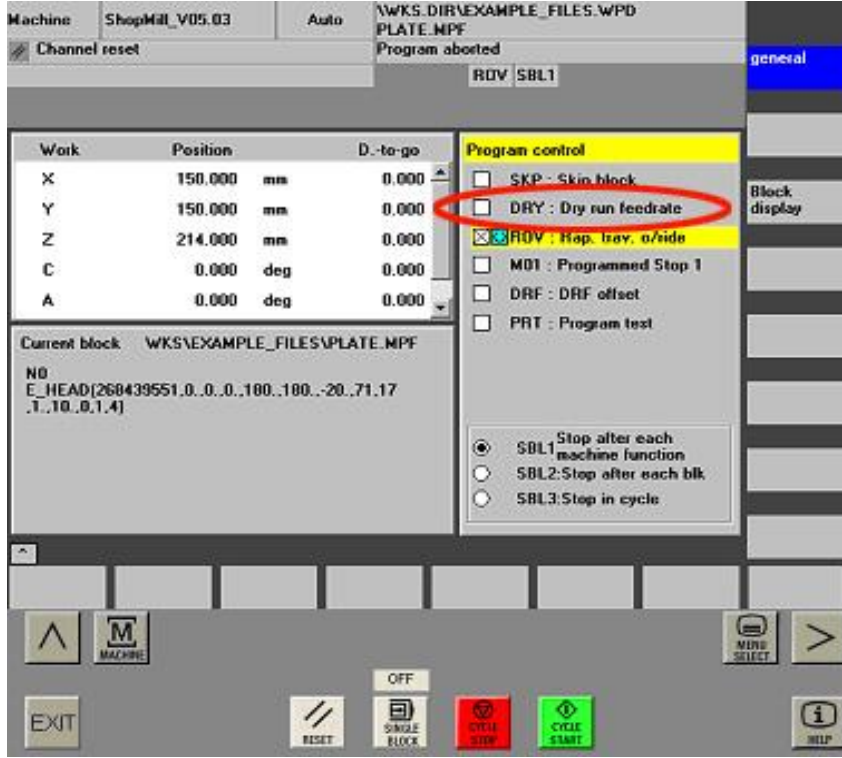 Machine ShopMill_V05.03 Auto \WKS.DIR\EXAMPLE_FILES.WPD
PLATE.MPF
Channel reset Program aborted
general
ROV SBL1
Work Position D.-to-go
X 150.000 mm 0.000
Y 150.000 mm 0.000
Z 214.000 mm 0.000
C 0.000 deg 0.000
A 0.000 deg 0.000
Program control
SKP : Skip block
DRY : Dry run feedrate
ROV : Rap. trav. o/ride
M01 : Programmed Stop 1
DRF : DRF offset
PRT : Program test
Block
display
Current block WKS\EXAMPLE_FILES\PLATE.MPF
N0
E_HEAD(268439551,0.,0.,0.,180.,180.,-20.,71,17
,1.,10.,0,1,4)
SBL1 Stop after each
machine function
SBL2:Stop after each blk
SBL3:Stop in cycle
^
M
MACHINE
MENU
SELECT
>
OFF
EXIT
RESET
SINGLE
BLOCK
CYCLE
STOP
CYCLE
START
i
HELP